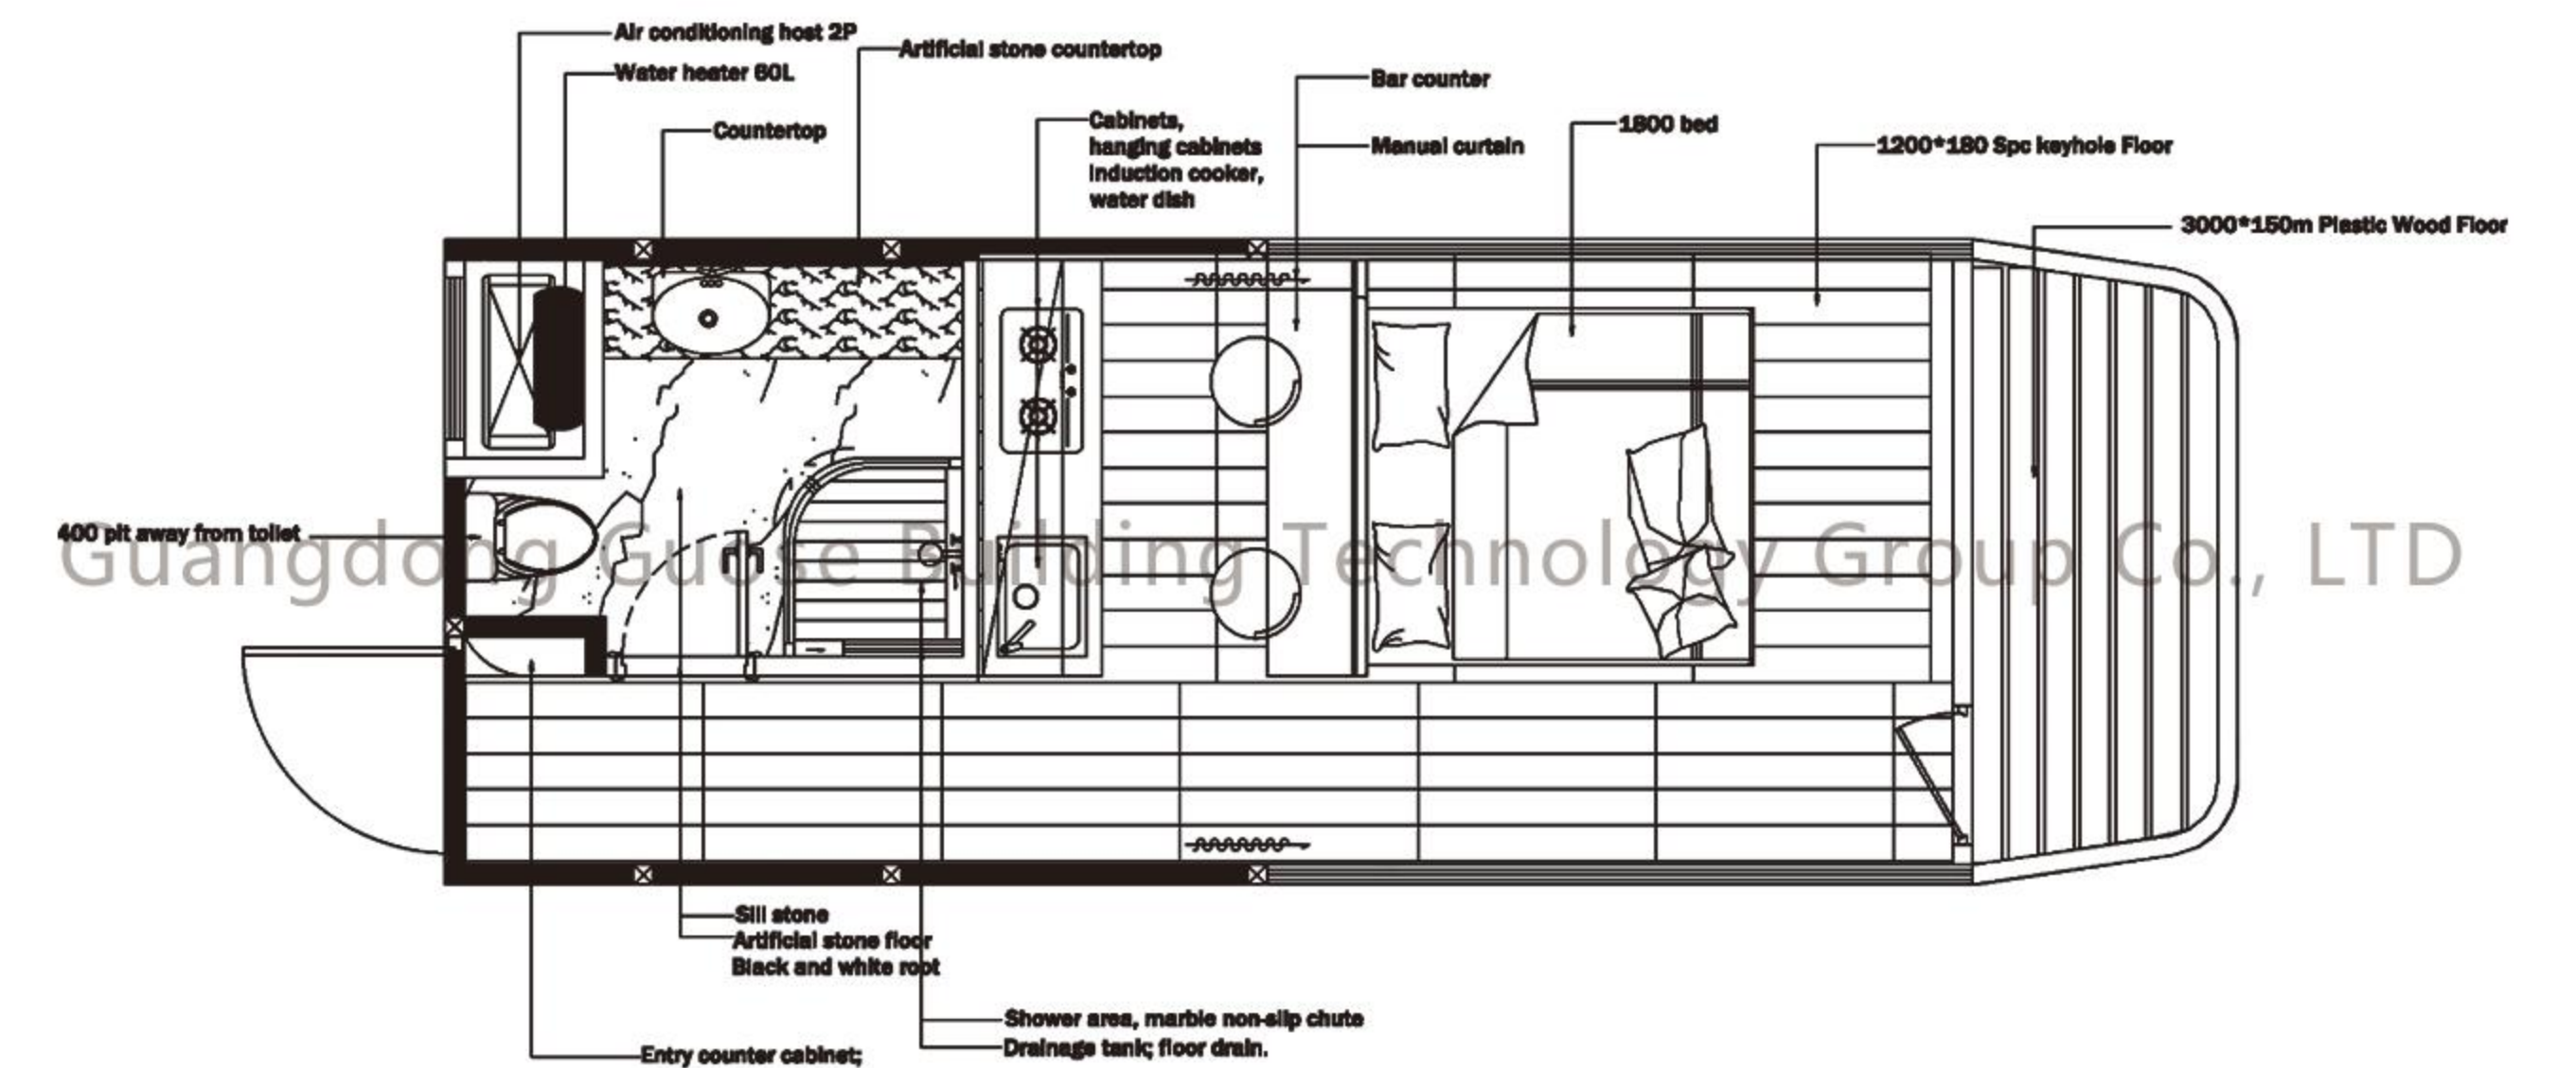 Air conditioning host 2P
Artificial stone countertop
Water heater 60L
Bar counter
Countertop
Cabinets,
hanging cabinets
induction cooker,
water dish
1800 bed
Manual curtain
1200*180 Spc keyhole Floor
3000*150m Plastic Wood Floor
400 pit away from toilet
Guangdong Guose Building Technology Group Co., LTD
Sill stone
Artificial stone floor
Black and white root
Shower area, marble non-slip chute
Drainage tank; floor drain.
Entry counter cabinet;